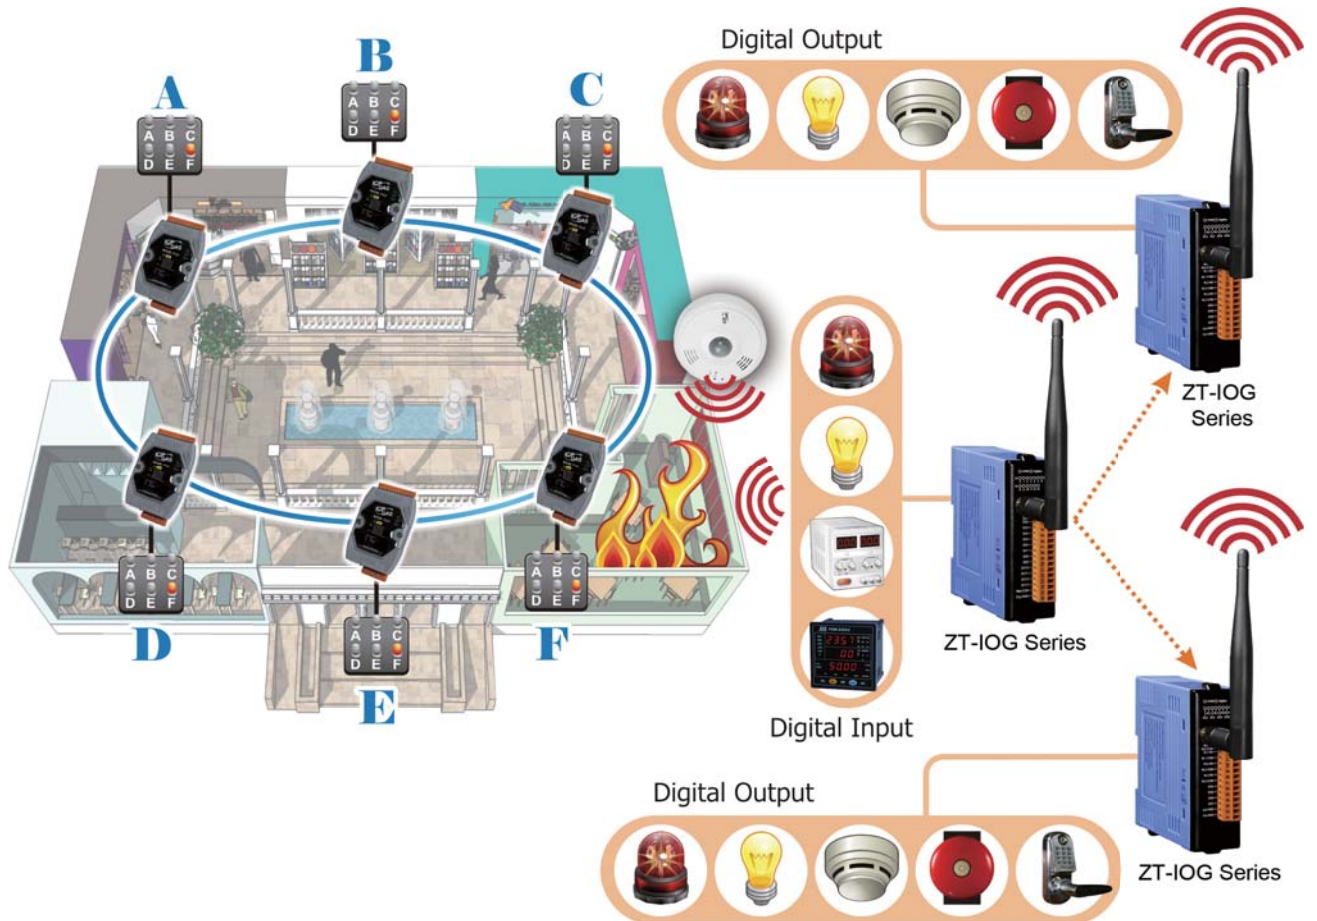 Digital Output
B
A B C
D E F
A
A B C
D E F
C
A B C
D E F
ZT-IOG
Series
ZT-IOG Series
D
A B C
D E F
E
A B C
D E F
F
A B C
D E F
Digital Input
Digital Output
ZT-IOG Series